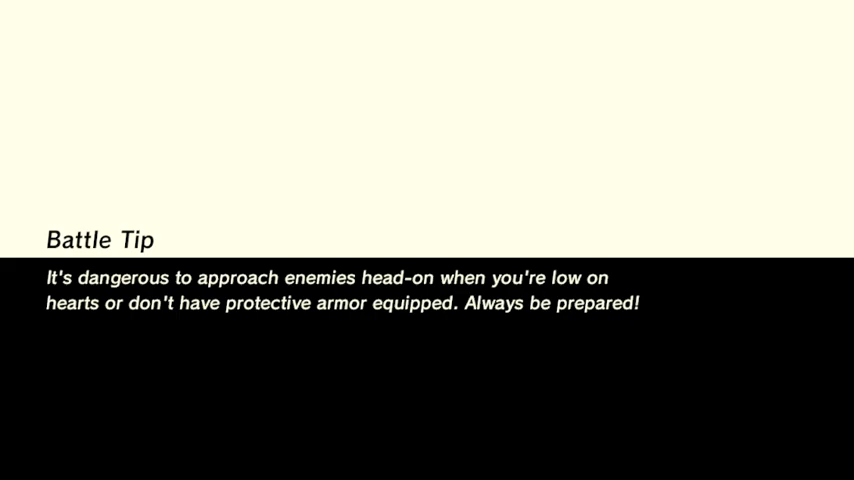 Battle Tip
It's dangerous to approach enemies head-on when you're low on
hearts or don't have protective armor equipped. Always be prepared!